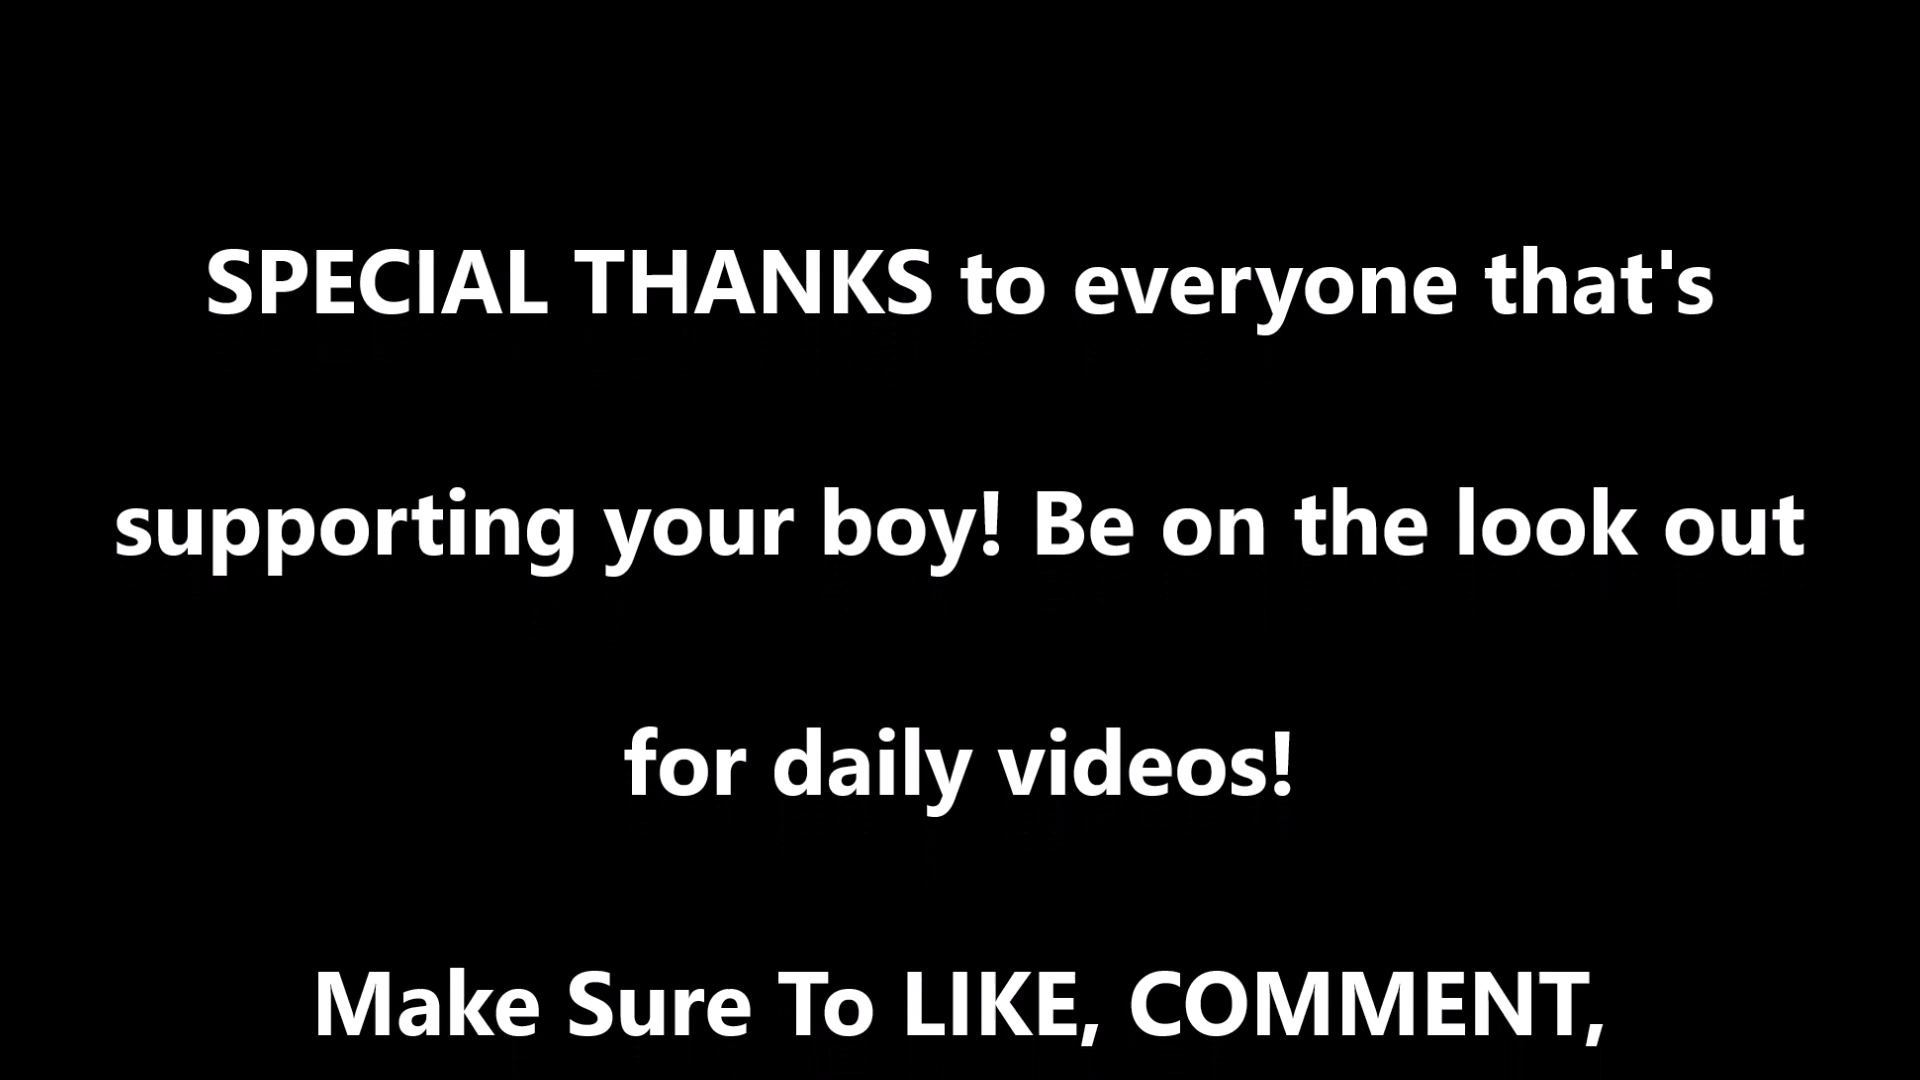 SPECIAL THANKS to everyone that's
supporting your boy! Be on the look out
for daily videos!
Make Sure To LIKE, COMMENT,